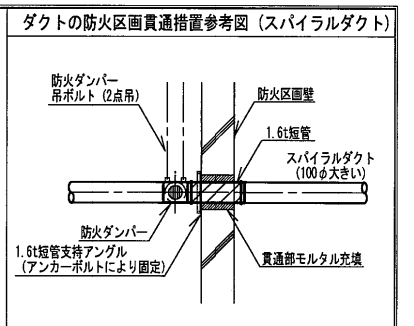 ダクトの防火区画貫通措置参考図 (スパイラルダクト)
防火ダンパー
吊ボルト (2点吊)
防火区画壁
1.6t短管
スパイラルダクト
(100φ大きい)
防火ダンパー
1.6t短管支持アングル
(アンカーボルトにより固定)
貫通部モルタル充填